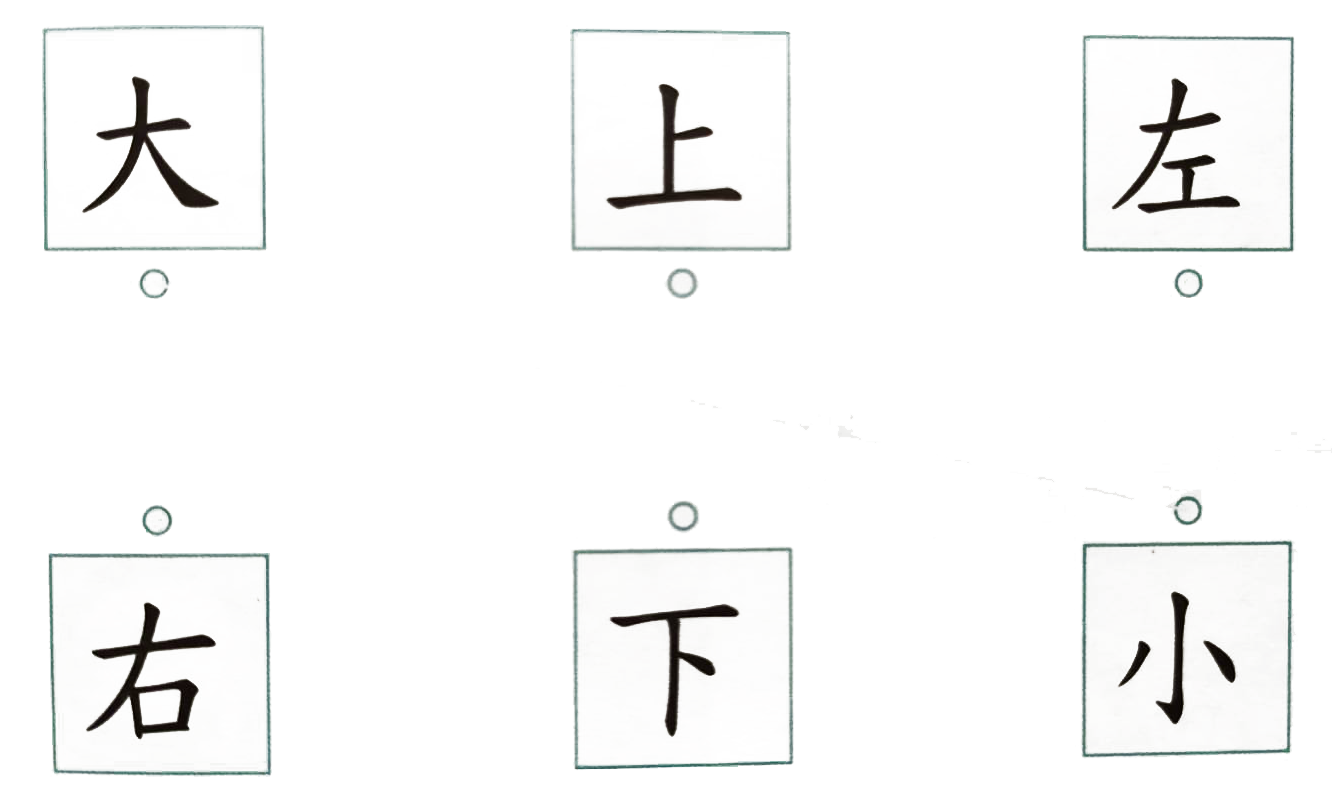 大 上 左
右 下 小